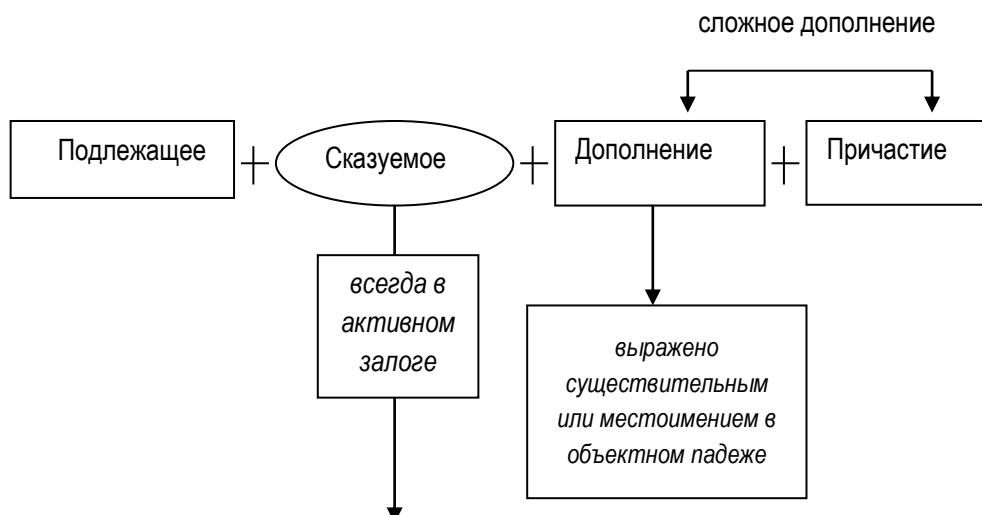 сложное дополнение
Подлежащее + Сказуемое + Дополнение + Причастие
всегда в
активном
залоге
выражено
существительным
или местоимением в
объектном падеже